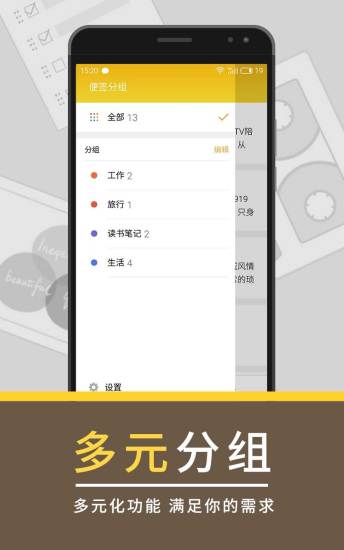 15:20 19
便签分组
全部 13
分组 编辑
工作 2
旅行 1
读书笔记 2
生活 4
设置
TV陪
从
919
只身
风情
的琐
beautiful
多元分组
多元化功能 满足你的需求